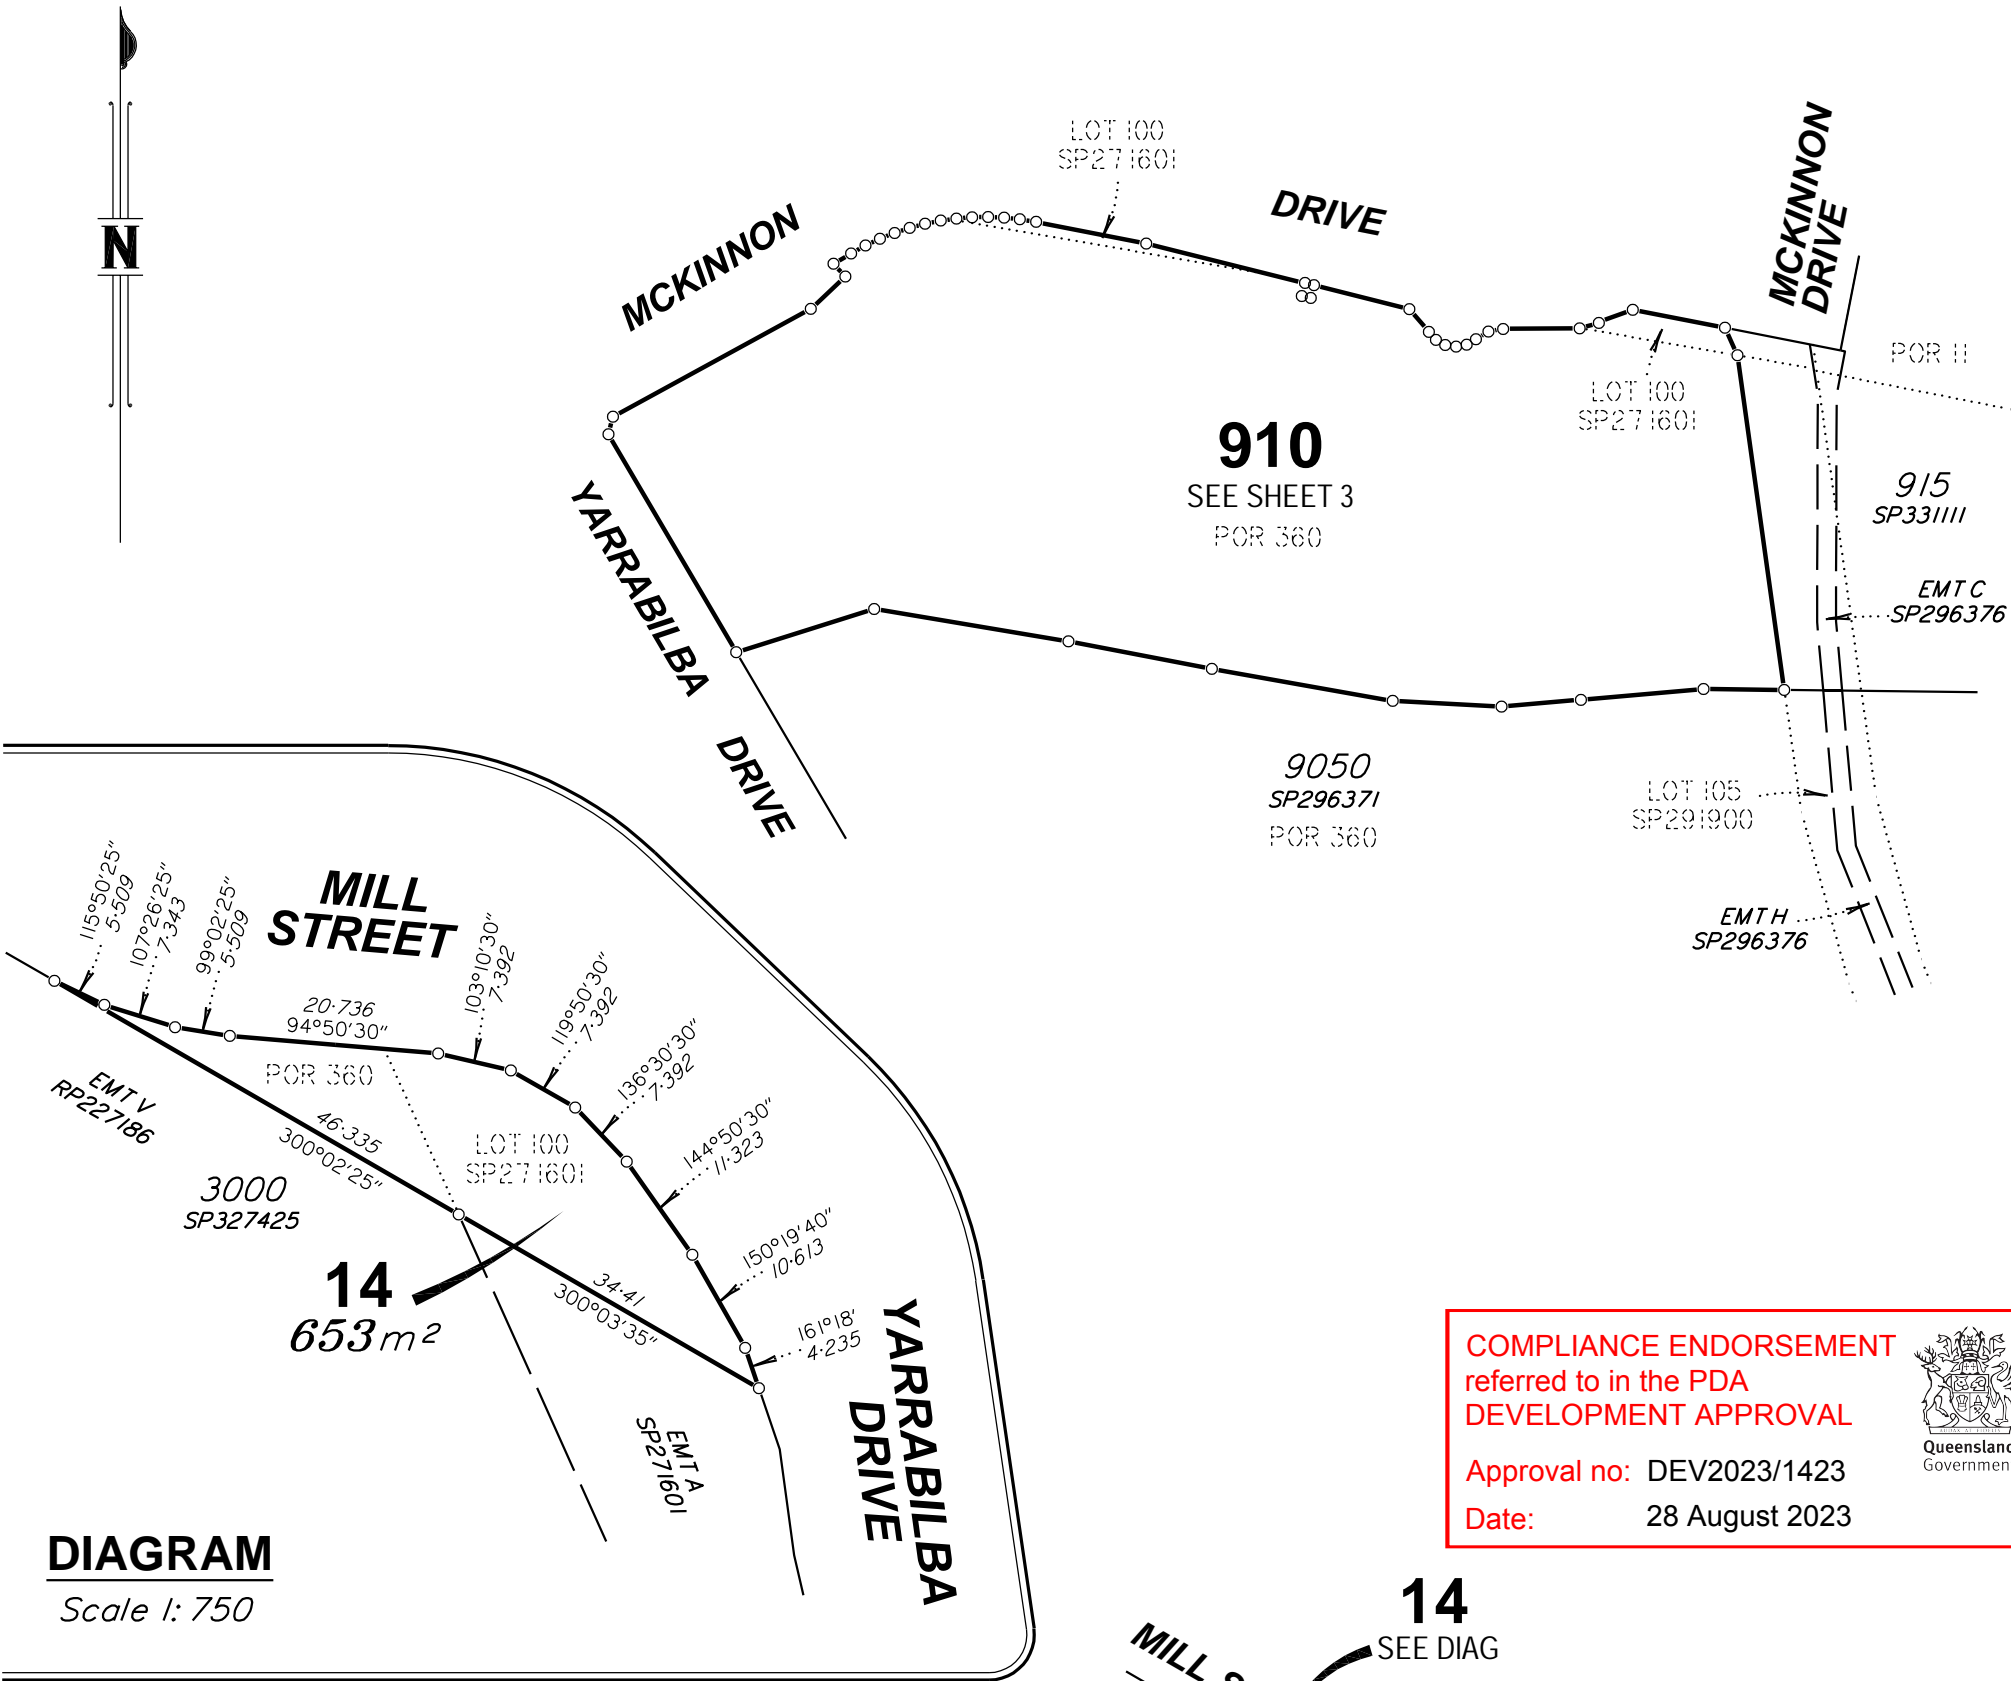 N
LOT 100
SP271601
MCKINNON
DRIVE
MCKINNON
DRIVE
POR 11
LOT 100
SP271601
910
SEE SHEET 3
POR 360
915
SP331111
EMT C
SP296376
YARRABILBA
DRIVE
9050
SP296371
POR 360
LOT 105
SP291900
EMT H
SP296376
MILL
STREET
115°50'25"
5·509
107°26'25"
7·343
99°02'25"
5·509
20·736
94°50'30"
103°10'30"
7·392
119°50'30"
7·392
136°30'30"
7·392
144°50'30"
11·323
150°19'40"
10·613
161°18'
4·235
POR 360
EMT V
RP227186
46·335
300°02'25"
LOT 100
SP271601
3000
SP327425
14
653 m²
34·41
300°03'35"
EMT A
SP271601
YARRABILBA
DRIVE
DIAGRAM
Scale 1: 750
COMPLIANCE ENDORSEMENT
referred to in the PDA
DEVELOPMENT APPROVAL
Approval no: DEV2023/1423
Date: 28 August 2023
Queensland
Government
14
SEE DIAG
MILL